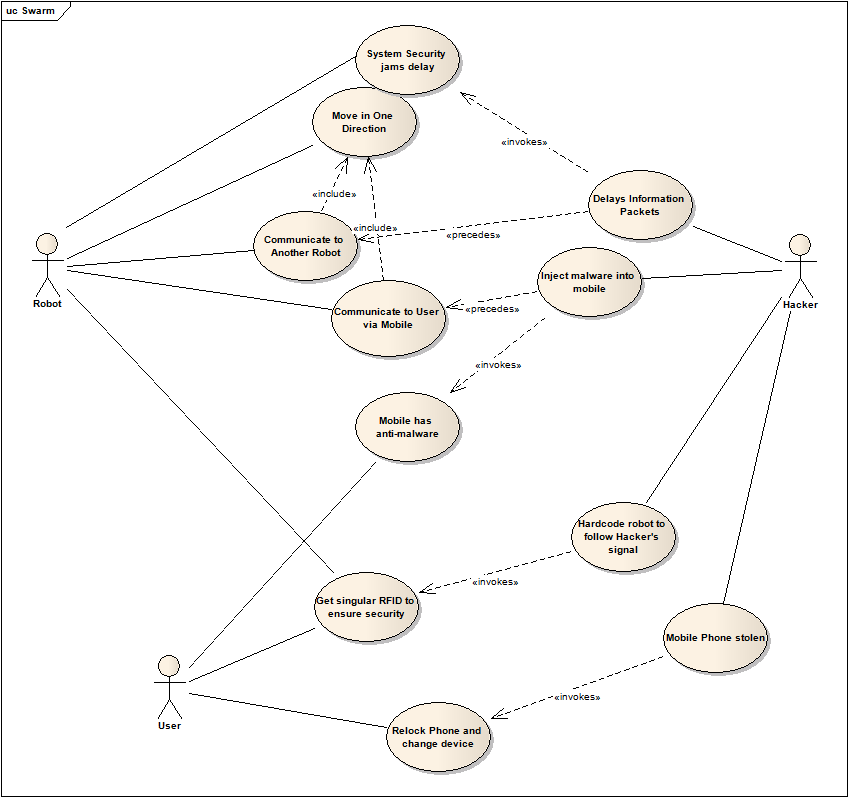 uc Swarm
System Security
jams delay
Move in One
Direction
«invokes»
«include»
Delays Information
Packets
«include»
«precedes»
Communicate to
Another Robot
Robot
Inject malware into
mobile
Hacker
Communicate to User
via Mobile
«precedes»
«invokes»
Mobile has
anti-malware
Hardcode robot to
follow Hacker's
signal
«invokes»
Get singular RFID to
ensure security
Mobile Phone stolen
«invokes»
User
Relock Phone and
change device